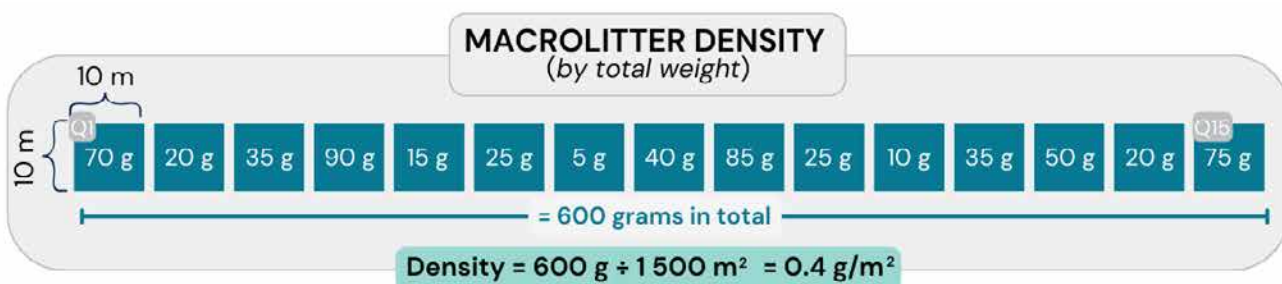 MACROLITTER DENSITY
(by total weight)
10 m
10 m
Q1
Q15
70 g 20 g 35 g 90 g 15 g 25 g 5 g 40 g 85 g 25 g 10 g 35 g 50 g 20 g 75 g
= 600 grams in total
Density = 600 g ÷ 1 500 m² = 0.4 g/m²